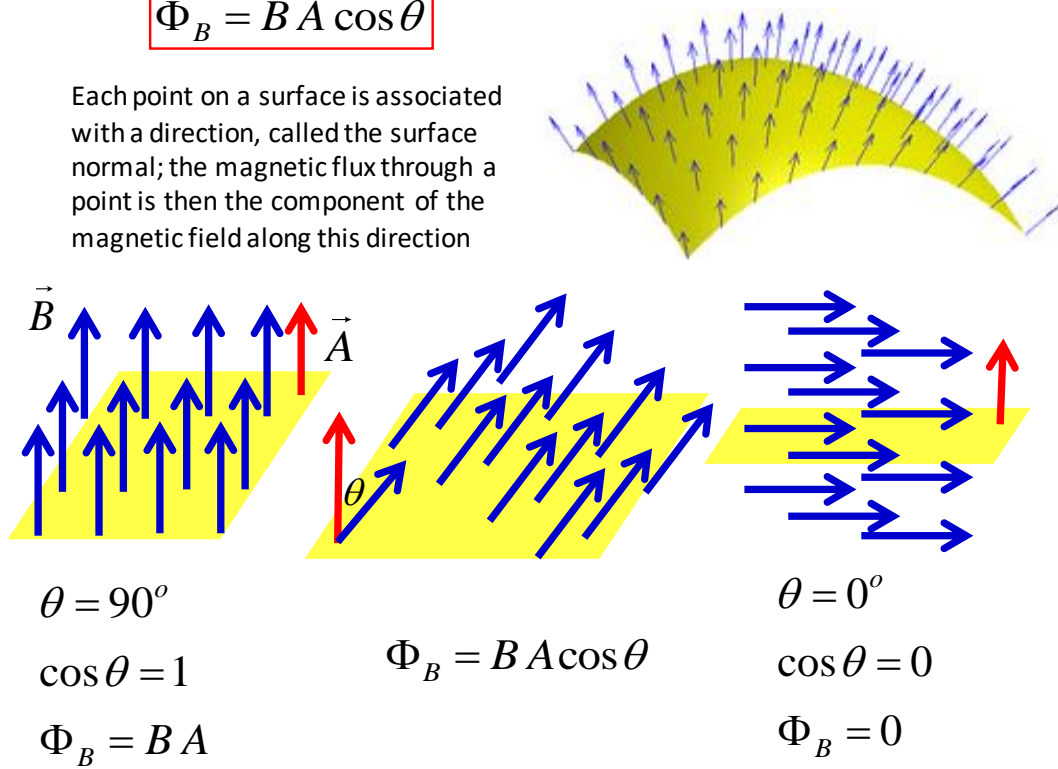 Φ_B = B A cos θ
Each point on a surface is associated
with a direction, called the surface
normal; the magnetic flux through a
point is then the component of the
magnetic field along this direction
B⃗
A⃗
θ
θ = 90°
cos θ = 1
Φ_B = B A
Φ_B = B A cos θ
θ = 0°
cos θ = 0
Φ_B = 0